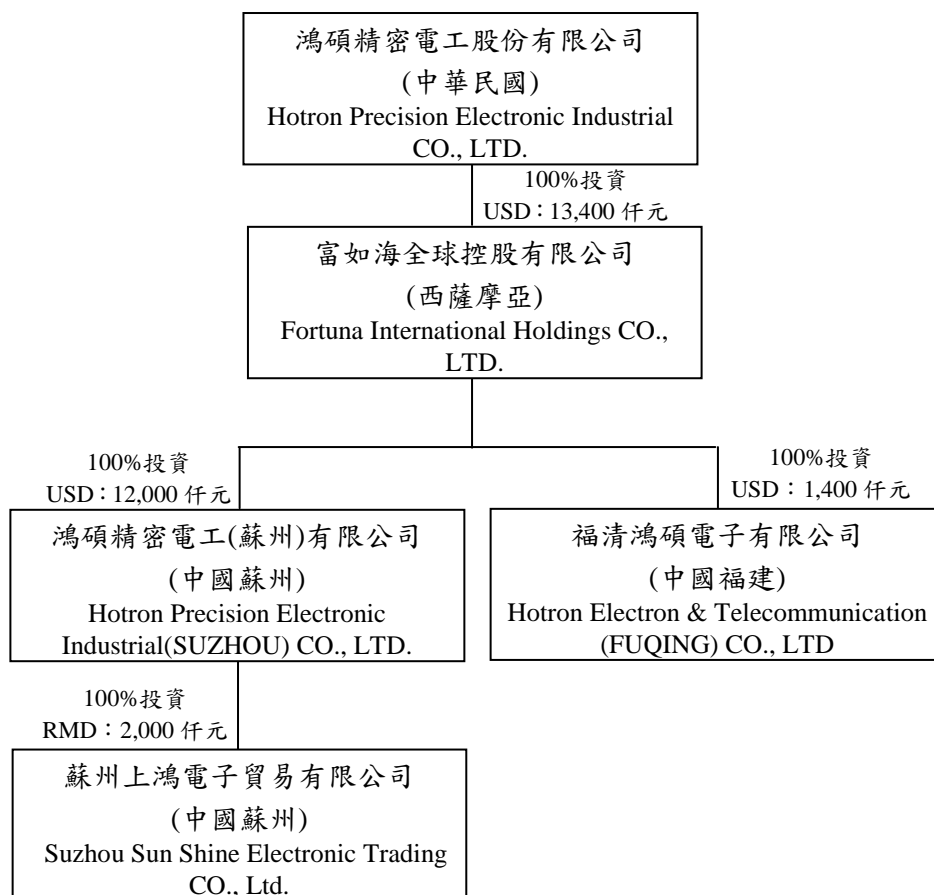 鴻碩精密電工股份有限公司
(中華民國)
Hotron Precision Electronic Industrial
CO., LTD.
100%投資
USD：13,400 仟元
富如海全球控股有限公司
(西薩摩亞)
Fortuna International Holdings CO.,
LTD.
100%投資
USD：12,000 仟元
鴻碩精密電工(蘇州)有限公司
(中國蘇州)
Hotron Precision Electronic
Industrial(SUZHOU) CO., LTD.
100%投資
USD：1,400 仟元
福清鴻碩電子有限公司
(中國福建)
Hotron Electron & Telecommunication
(FUQING) CO., LTD
100%投資
RMD：2,000 仟元
蘇州上鴻電子貿易有限公司
(中國蘇州)
Suzhou Sun Shine Electronic Trading
CO., Ltd.